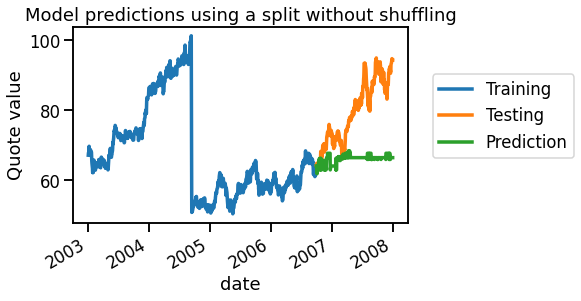 Model predictions using a split without shuffling
Quote value
100
80
60
2003
2004
2005
2006
2007
2008
date
Training
Testing
Prediction